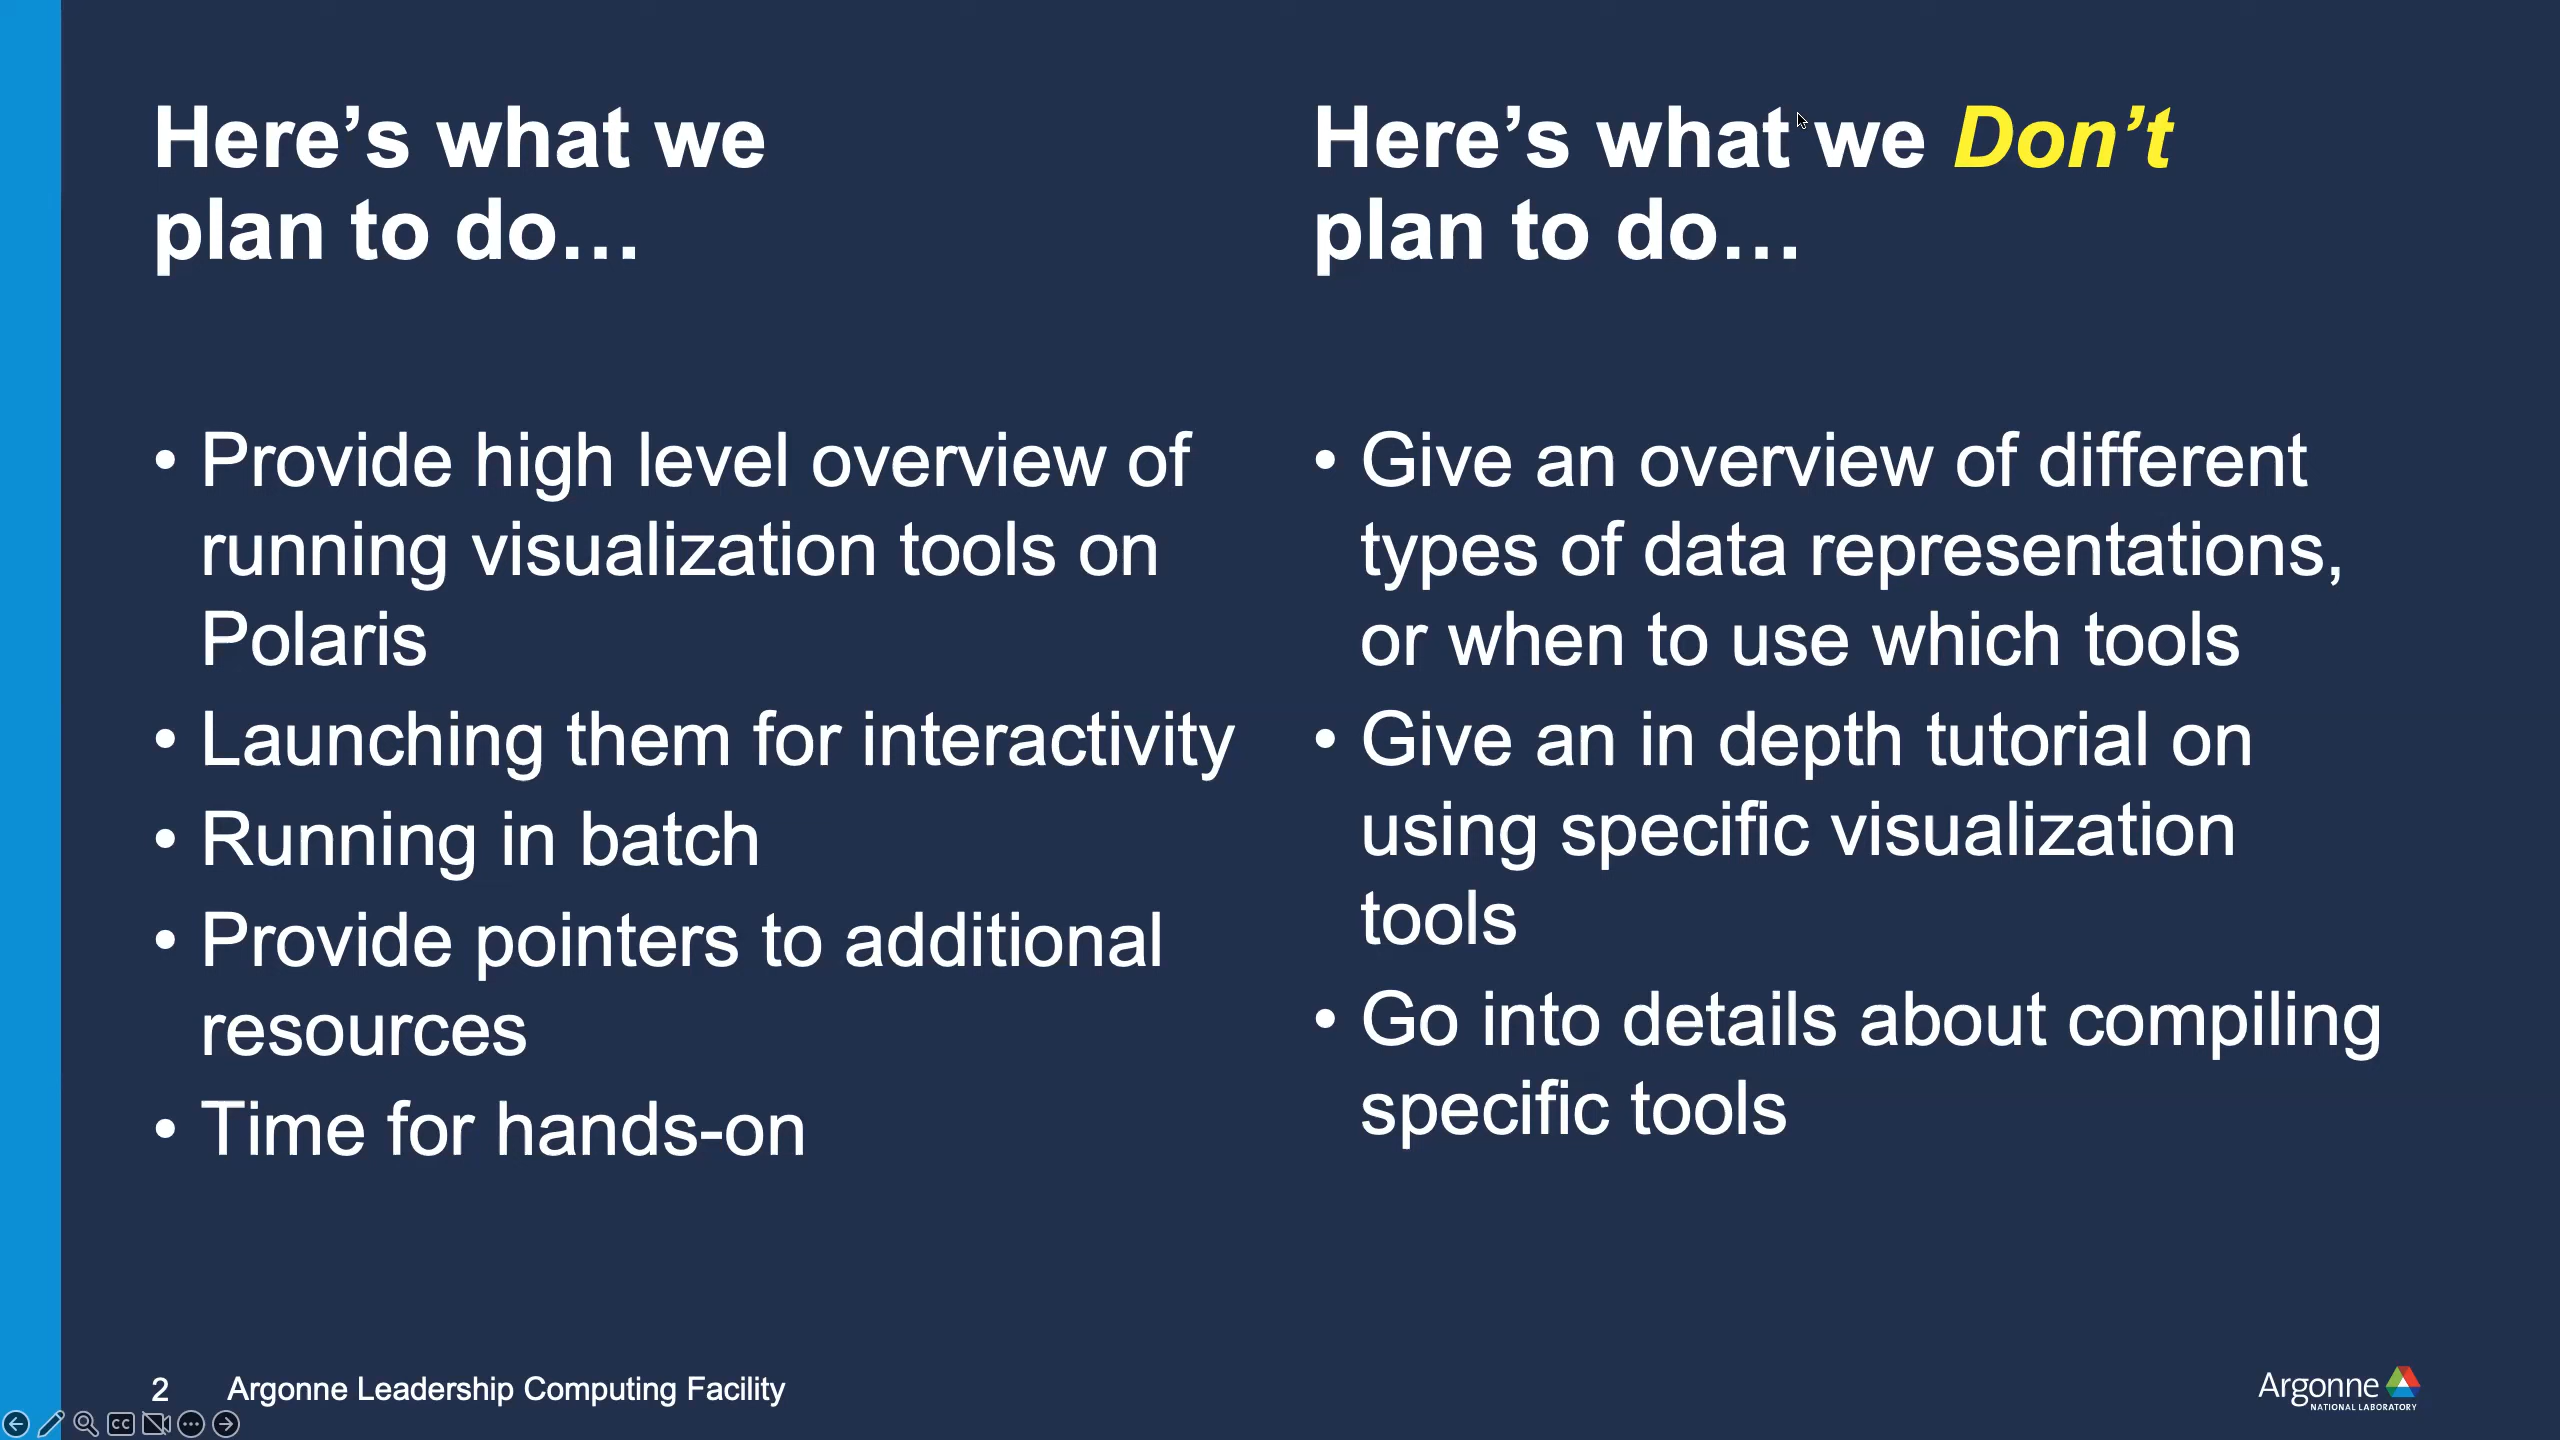 Here’s what we
plan to do…
• Provide high level overview of
running visualization tools on
Polaris
• Launching them for interactivity
• Running in batch
• Provide pointers to additional
resources
• Time for hands-on
Here’s what we Don’t
plan to do…
• Give an overview of different
types of data representations,
or when to use which tools
• Give an in depth tutorial on
using specific visualization
tools
• Go into details about compiling
specific tools
2 Argonne Leadership Computing Facility
Argonne
NATIONAL LABORATORY
CC